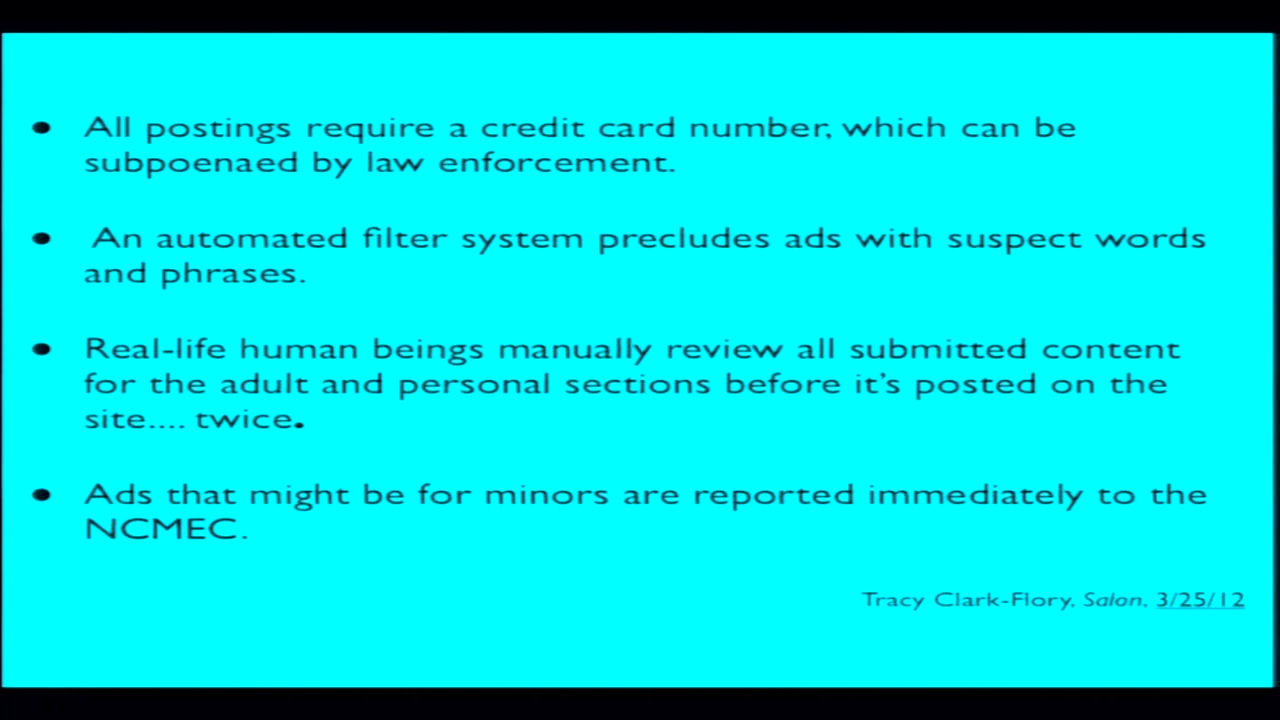 • All postings require a credit card number, which can be
subpoenaed by law enforcement.
• An automated filter system precludes ads with suspect words
and phrases.
• Real-life human beings manually review all submitted content
for the adult and personal sections before it's posted on the
site.... twice.
• Ads that might be for minors are reported immediately to the
NCMEC.
Tracy Clark-Flory, Salon, 3/25/12